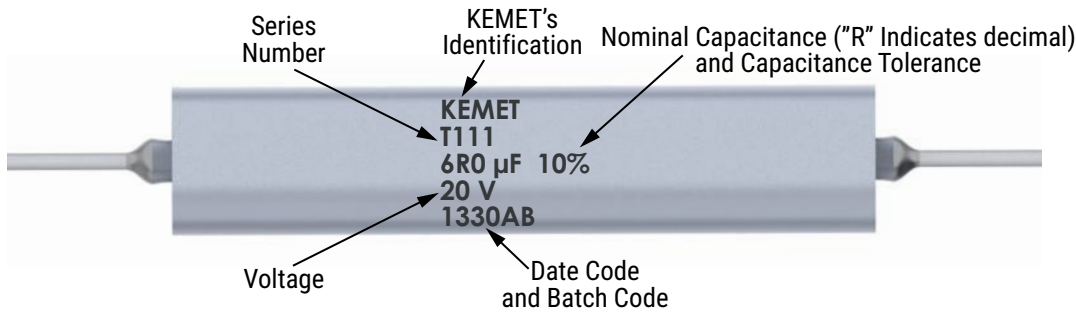 Series
Number
KEMET's
Identification
Nominal Capacitance (”R” Indicates decimal)
and Capacitance Tolerance
KEMET
T111
6R0 µF 10%
20 V
1330AB
Voltage
Date Code
and Batch Code